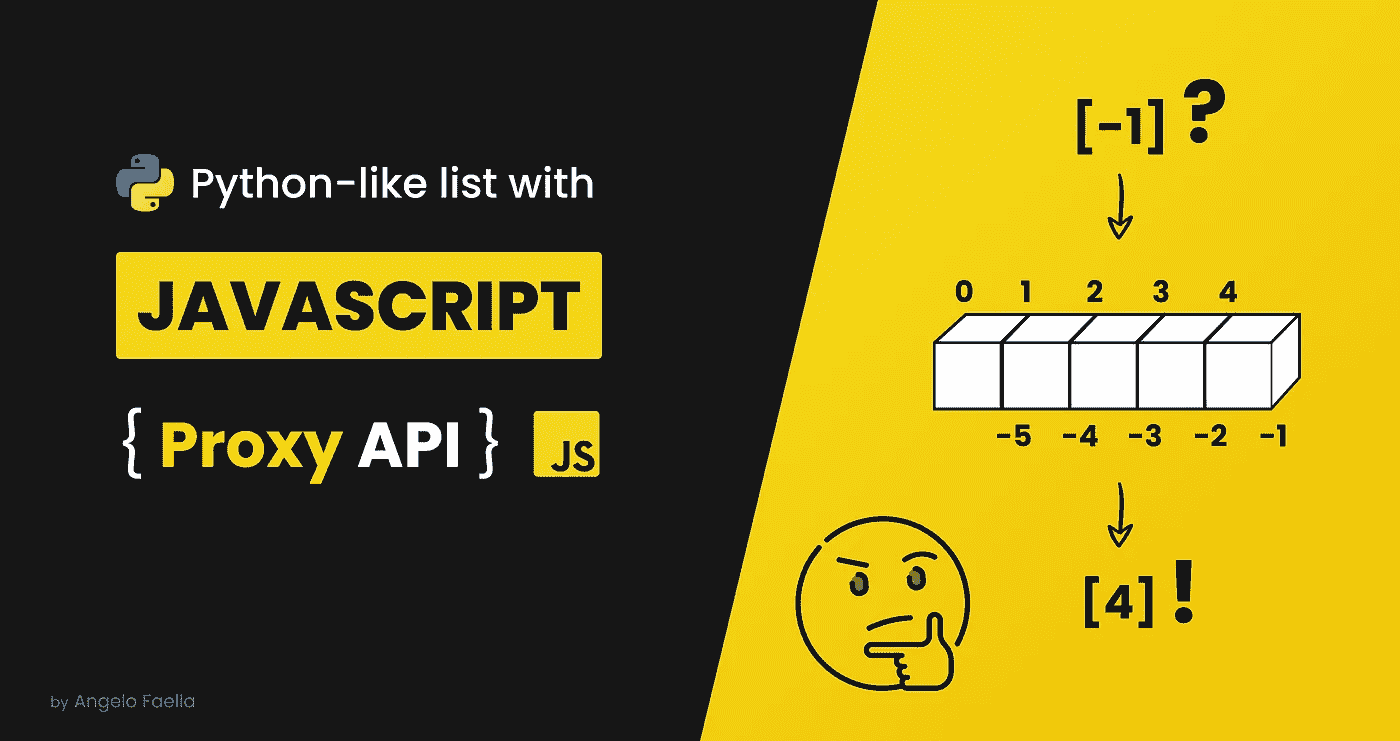 Python-like list with
JAVASCRIPT
{ Proxy API }
JS
by Angelo Faella
[-1] ?
0 1 2 3 4
-5 -4 -3 -2 -1
[4] !